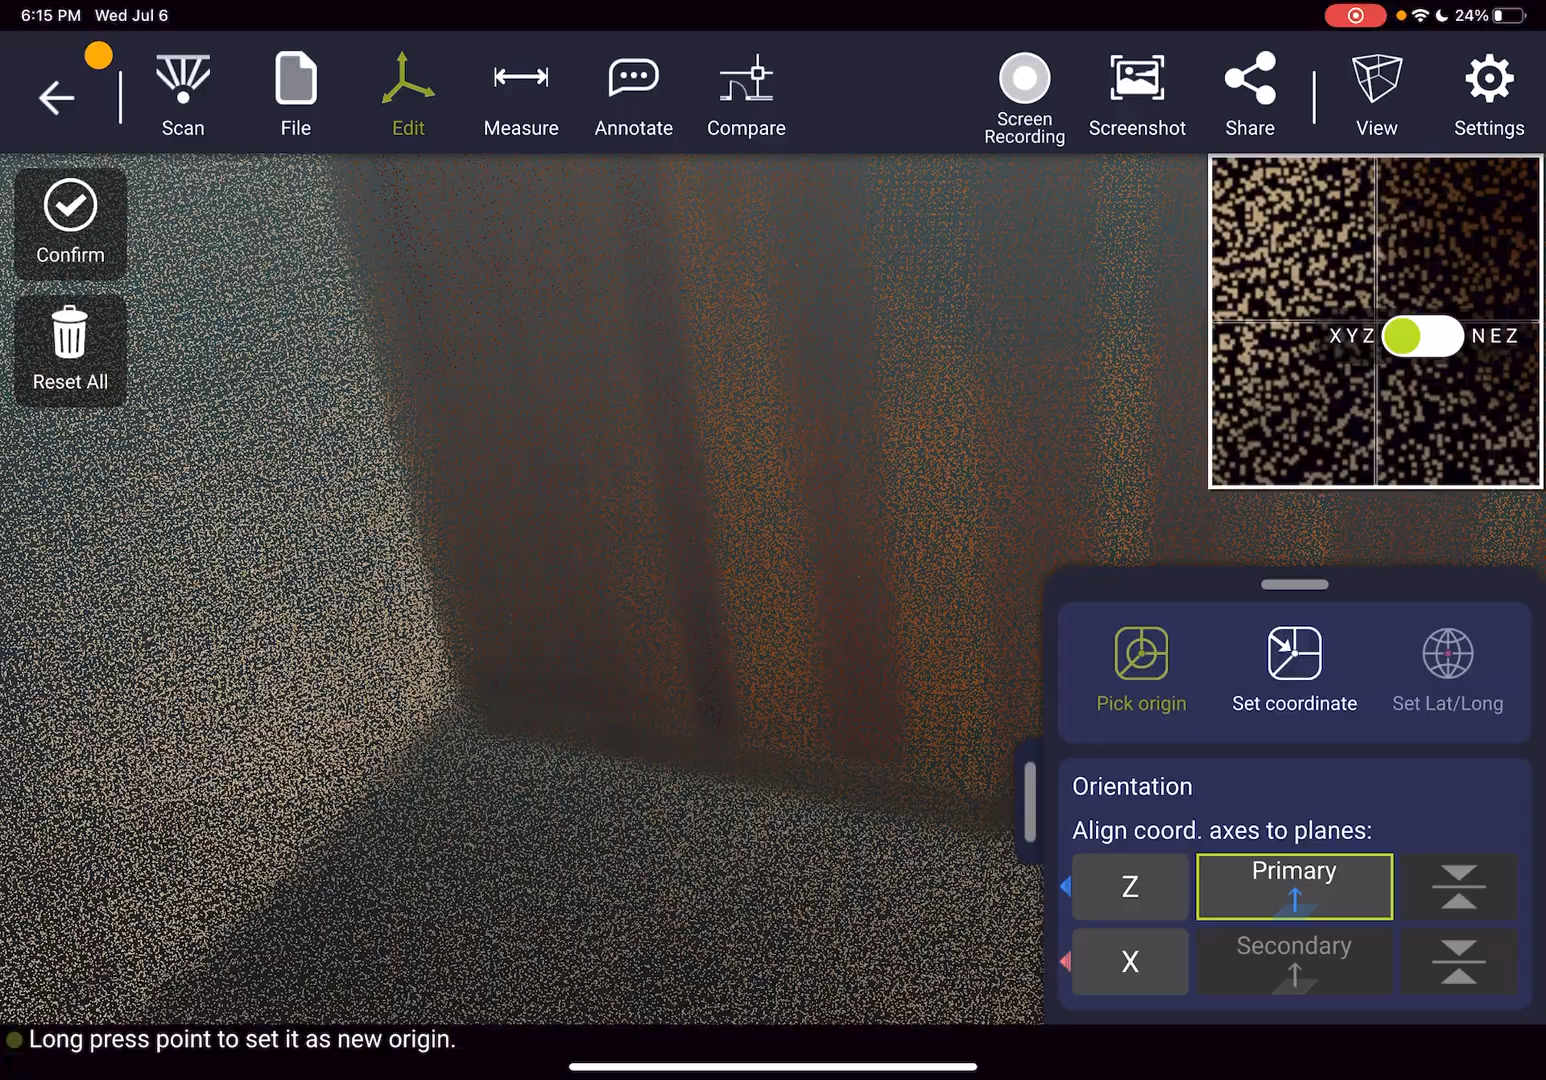 6:15 PM Wed Jul 6
24%
Scan
File
Edit
Measure
Annotate
Compare
Screen
Recording
Screenshot
Share
View
Settings
Confirm
Reset All
X Y Z
N E Z
Pick origin
Set coordinate
Set Lat/Long
Orientation
Align coord. axes to planes:
Z
Primary
X
Secondary
Long press point to set it as new origin.